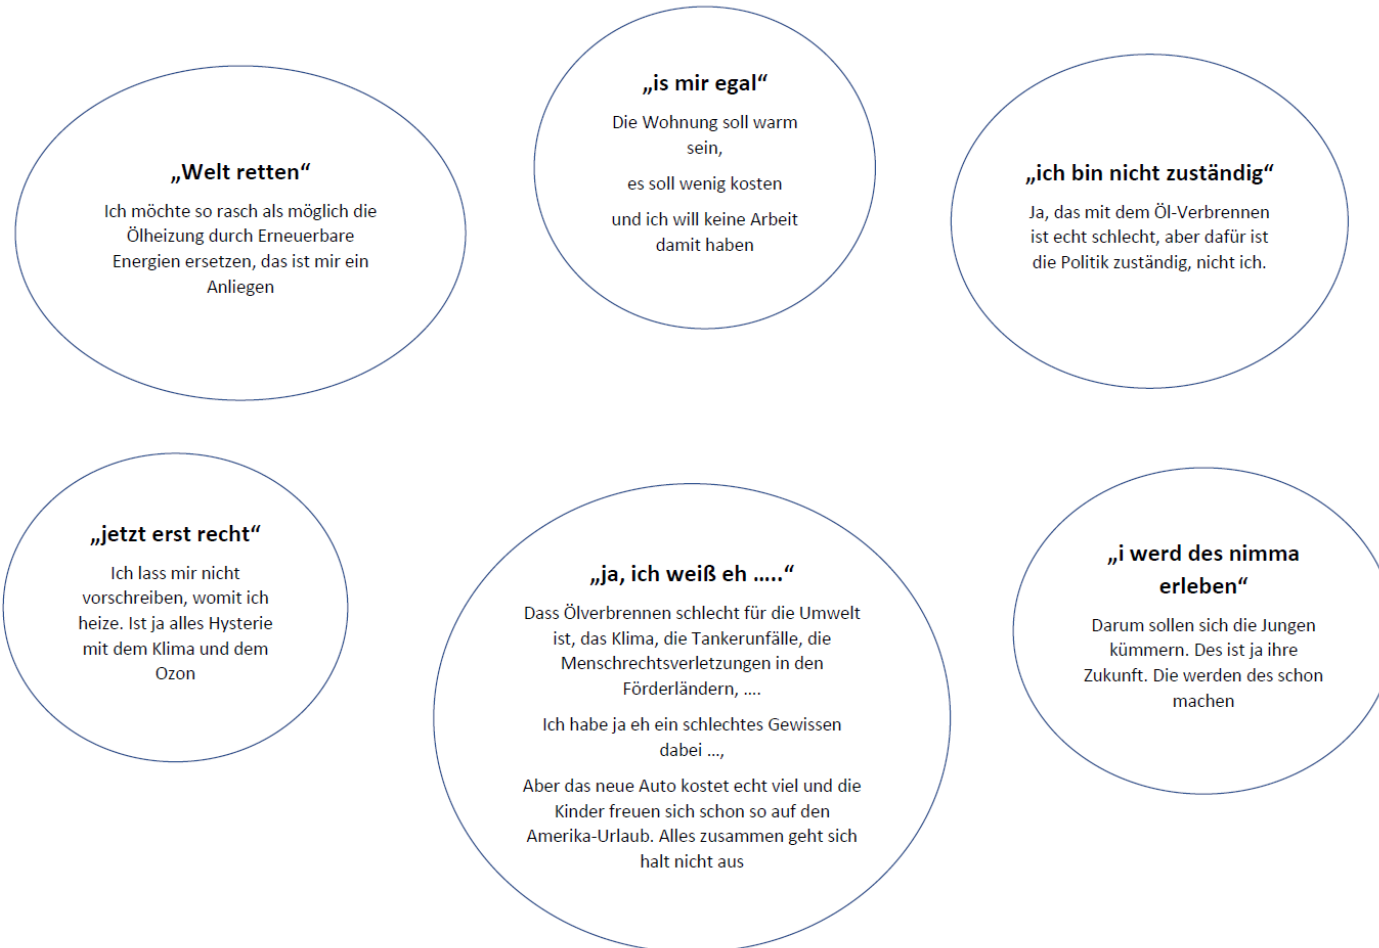 „Welt retten“
Ich möchte so rasch als möglich die
Ölheizung durch Erneuerbare
Energien ersetzen, das ist mir ein
Anliegen
„is mir egal“
Die Wohnung soll warm
sein,
es soll wenig kosten
und ich will keine Arbeit
damit haben
„ich bin nicht zuständig“
Ja, das mit dem Öl-Verbrennen
ist echt schlecht, aber dafür ist
die Politik zuständig, nicht ich.
„jetzt erst recht“
Ich lass mir nicht
vorschreiben, womit ich
heize. Ist ja alles Hysterie
mit dem Klima und dem
Ozon
„ja, ich weiß eh …..“
Dass Ölverbrennen schlecht für die Umwelt
ist, das Klima, die Tankerunfälle, die
Menschrechtsverletzungen in den
Förderländern, ....
Ich habe ja eh ein schlechtes Gewissen
dabei …,
Aber das neue Auto kostet echt viel und die
Kinder freuen sich schon so auf den
Amerika-Urlaub. Alles zusammen geht sich
halt nicht aus
„i werd des nimma
erleben“
Darum sollen sich die Jungen
kümmern. Des ist ja ihre
Zukunft. Die werden des schon
machen